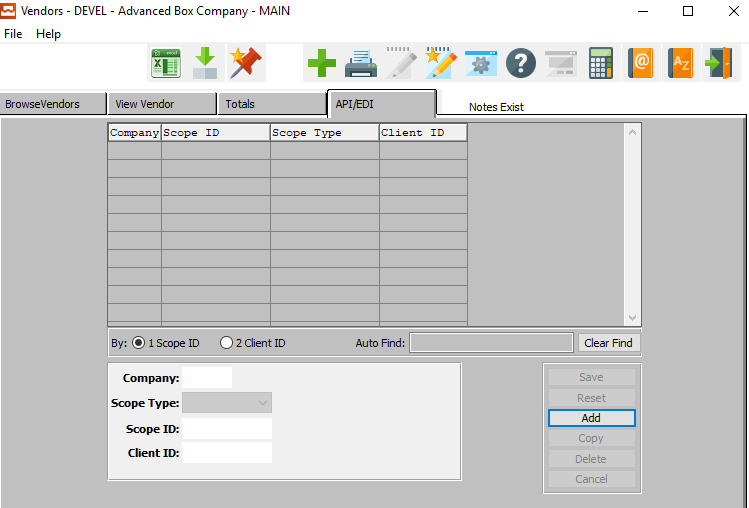 Vendors - DEVEL - Advanced Box Company - MAIN
File Help
excel
X
@
AZ
BrowseVendors View Vendor Totals API/EDI Notes Exist
Company Scope ID Scope Type Client ID
By: 1 Scope ID 2 Client ID Auto Find: Clear Find
Company:
Scope Type:
Scope ID:
Client ID:
Save
Reset
Add
Copy
Delete
Cancel